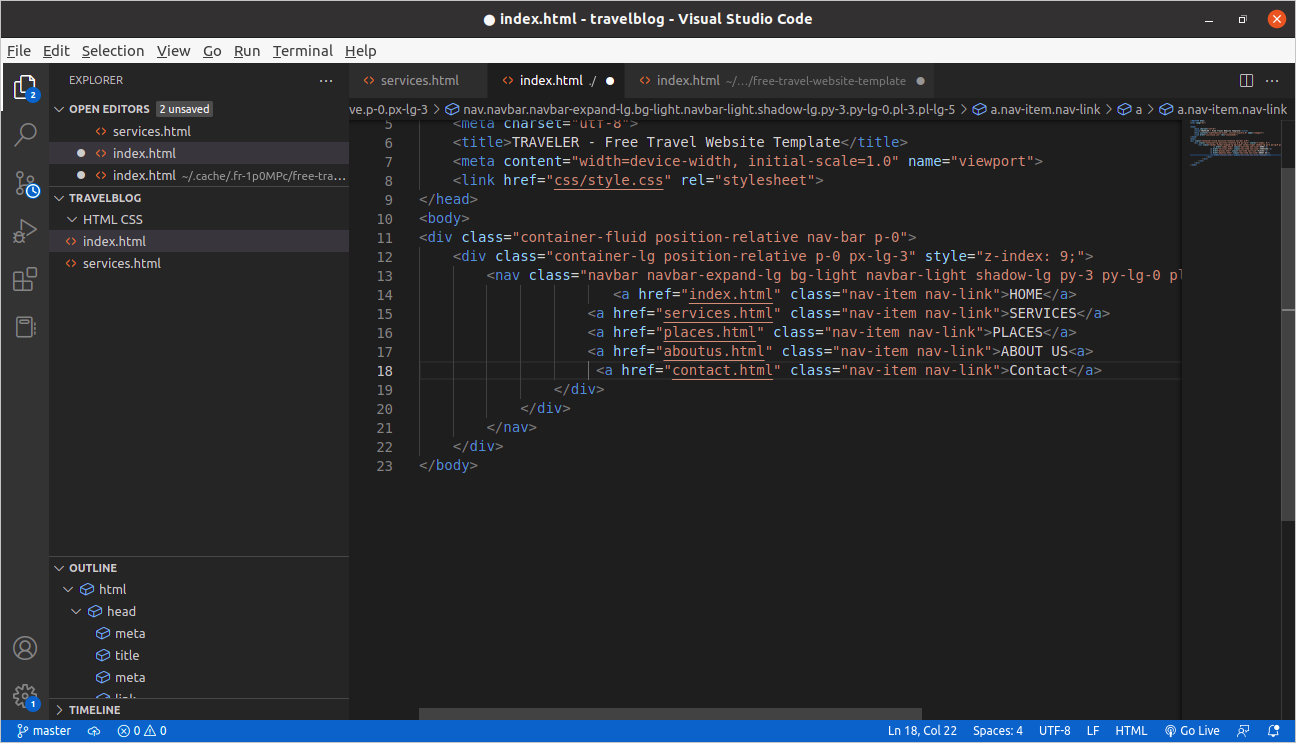 index.html - travelblog - Visual Studio Code
File Edit Selection View Go Run Terminal Help
EXPLORER
OPEN EDITORS 2 unsaved
services.html
index.html
index.html ~/.cache/.fr-1p0MPc/free-tra...
TRAVELBLOG
HTML CSS
index.html
services.html
OUTLINE
html
head
meta
title
meta
link
TIMELINE
2
1
services.html index.html ./ index.html ~/.../free-travel-website-template
ve.p-0.px-lg-3 > nav.navbar.navbar-expand-lg.bg-light.navbar-light.shadow-lg.py-3.py-lg-0.pl-3.pl-lg-5 > a.nav-item.nav-link > a > a.nav-item.nav-link
5 <meta charset="utf-8">
6 <title>TRAVELER - Free Travel Website Template</title>
7 <meta content="width=device-width, initial-scale=1.0" name="viewport">
8 <link href="css/style.css" rel="stylesheet">
9 </head>
10 <body>
11 <div class="container-fluid position-relative nav-bar p-0">
12 <div class="container-lg position-relative p-0 px-lg-3" style="z-index: 9;">
13 <nav class="navbar navbar-expand-lg bg-light navbar-light shadow-lg py-3 py-lg-0 pl
14 <a href="index.html" class="nav-item nav-link">HOME</a>
15 <a href="services.html" class="nav-item nav-link">SERVICES</a>
16 <a href="places.html" class="nav-item nav-link">PLACES</a>
17 <a href="aboutus.html" class="nav-item nav-link">ABOUT US<a>
18 <a href="contact.html" class="nav-item nav-link">Contact</a>
19 </div>
20 </div>
21 </nav>
22 </div>
23 </body>
master 0 0 Ln 18, Col 22 Spaces: 4 UTF-8 LF HTML Go Live